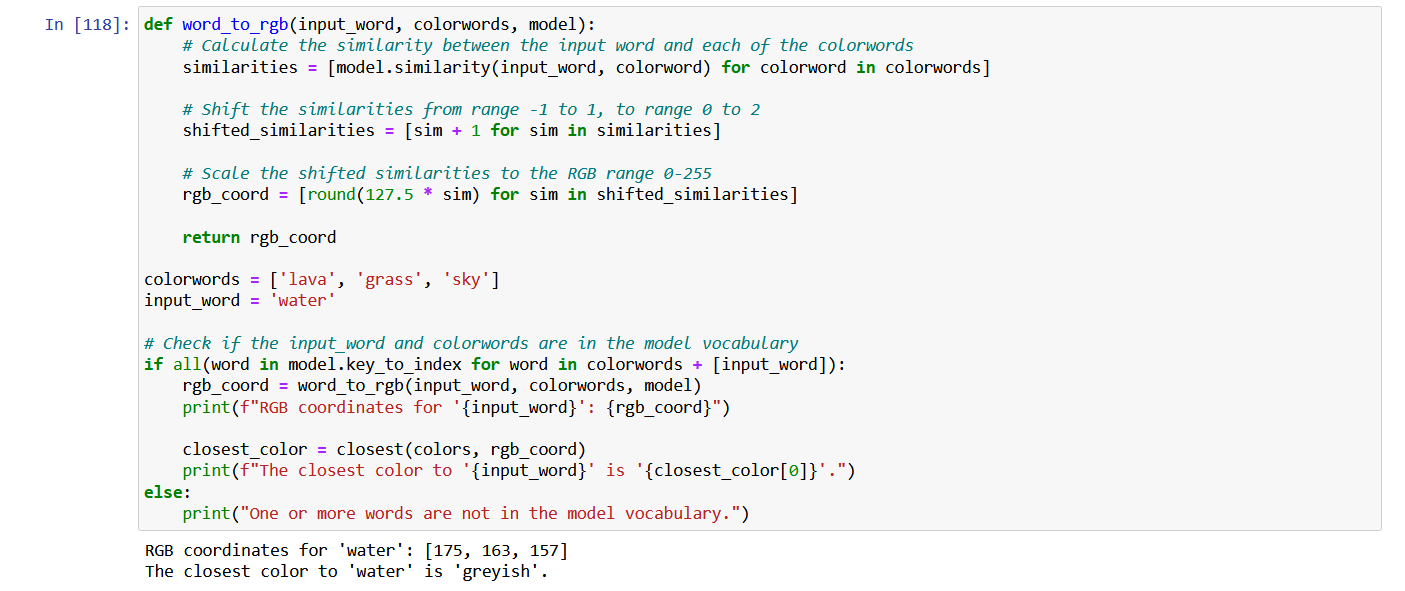 In [118]: def word_to_rgb(input_word, colorwords, model):
    # Calculate the similarity between the input word and each of the colorwords
    similarities = [model.similarity(input_word, colorword) for colorword in colorwords]

    # Shift the similarities from range -1 to 1, to range 0 to 2
    shifted_similarities = [sim + 1 for sim in similarities]

    # Scale the shifted similarities to the RGB range 0-255
    rgb_coord = [round(127.5 * sim) for sim in shifted_similarities]

    return rgb_coord

colorwords = ['lava', 'grass', 'sky']
input_word = 'water'

# Check if the input_word and colorwords are in the model vocabulary
if all(word in model.key_to_index for word in colorwords + [input_word]):
    rgb_coord = word_to_rgb(input_word, colorwords, model)
    print(f"RGB coordinates for '{input_word}': {rgb_coord}")

    closest_color = closest(colors, rgb_coord)
    print(f"The closest color to '{input_word}' is '{closest_color[0]}'.")
else:
    print("One or more words are not in the model vocabulary.")

RGB coordinates for 'water': [175, 163, 157]
The closest color to 'water' is 'greyish'.